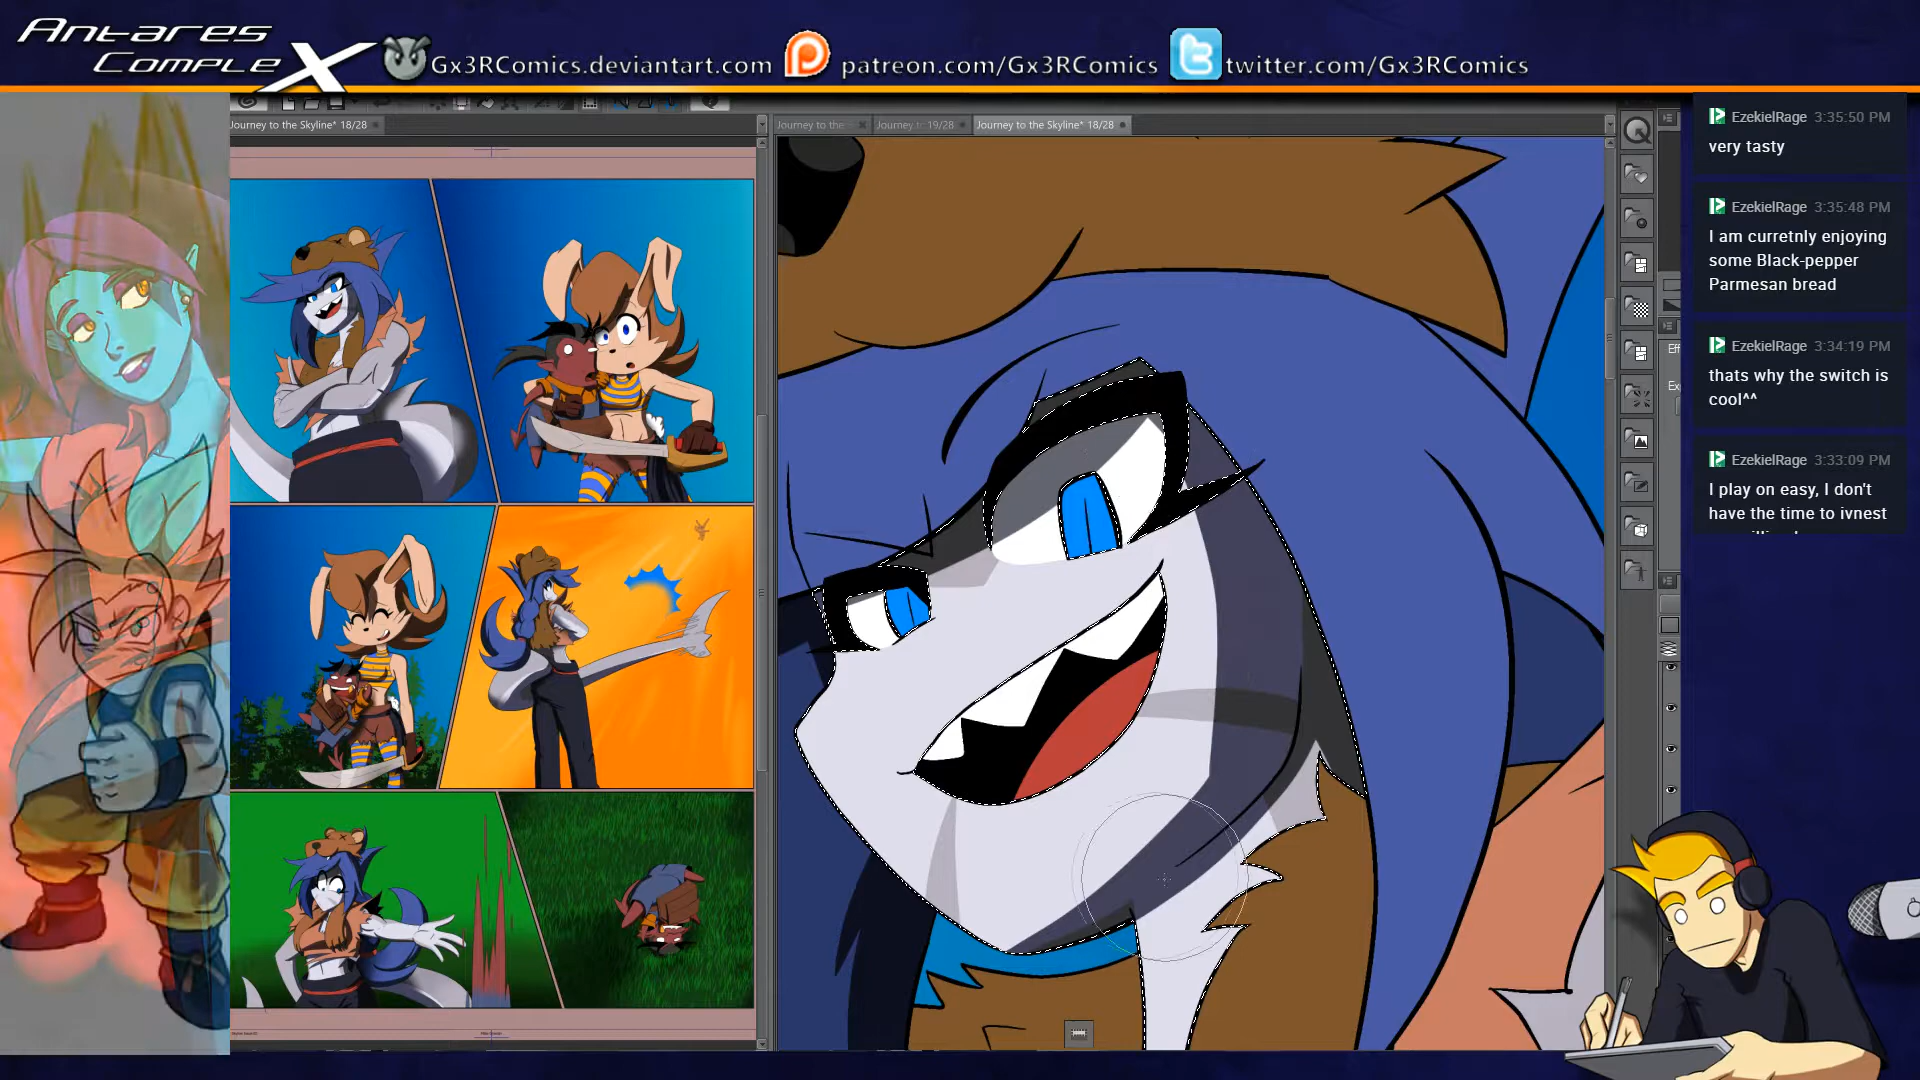 Antares
Complex
Gx3RComics.deviantart.com
patreon.com/Gx3RComics
twitter.com/Gx3RComics
Journey to the Skyline* 18/28
Journey to the
Journey to 19/28
Journey to the Skyline* 18/28
EzekielRage 3:35:50 PM
very tasty
EzekielRage 3:35:48 PM
I am curretnly enjoying
some Black-pepper
Parmesan bread
EzekielRage 3:34:19 PM
thats why the switch is
cool^^
EzekielRage 3:33:09 PM
I play on easy, I don't
have the time to ivnest